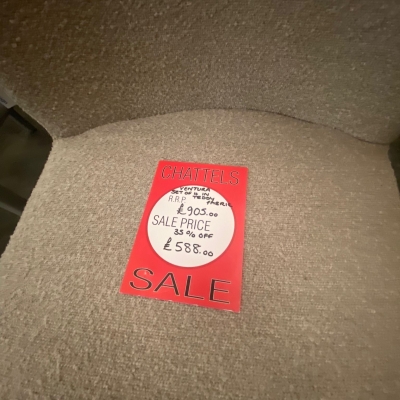 CHATTELS
VENTURA
SET OF 2 IN
R.R.P TEDDY FABRIC
£905.00
SALE PRICE
35% OFF
£588.00
SALE